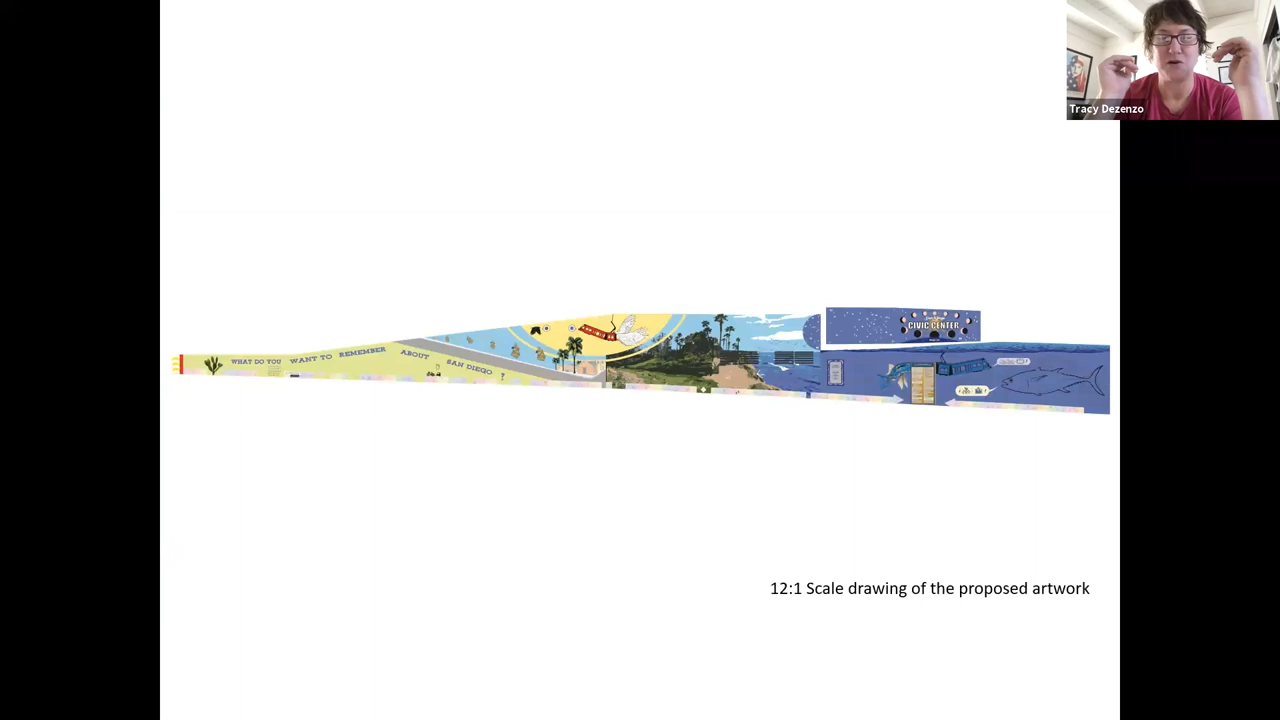 Tracy Dezenzo
WHAT DO YOU WANT TO REMEMBER ABOUT SAN DIEGO ?
CIVIC CENTER
12:1 Scale drawing of the proposed artwork